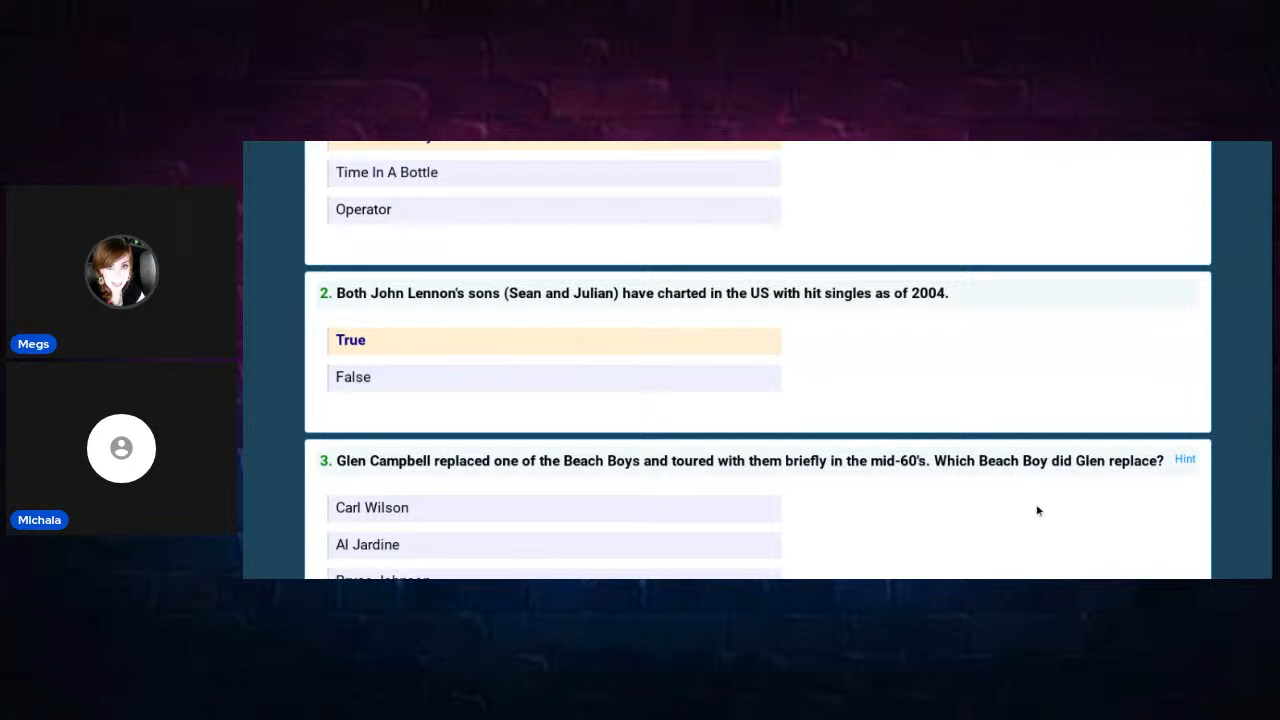 Time In A Bottle
Operator
2. Both John Lennon's sons (Sean and Julian) have charted in the US with hit singles as of 2004.
True
False
3. Glen Campbell replaced one of the Beach Boys and toured with them briefly in the mid-60's. Which Beach Boy did Glen replace? Hint
Carl Wilson
Al Jardine
Megs
Michala